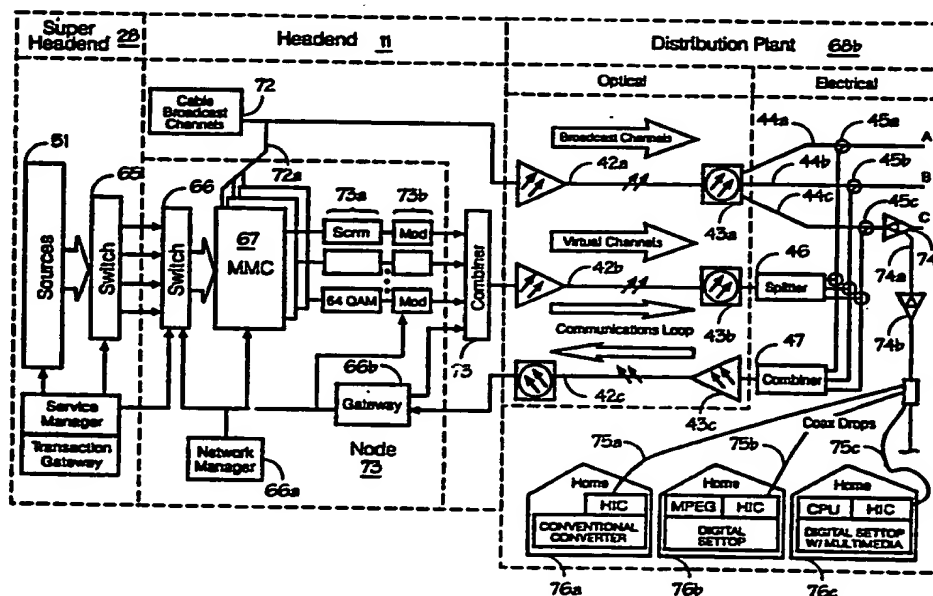 Super
Headend 28
Headend 11
Distribution Plant 68b
Optical
Electrical
72
Cable
Broadcast
Channels
72a
51
Sources
65
Switch
66
Switch
67
MMC
73a
73b
Scrm
Mod
64 QAM
Mod
Combiner
73
Broadcast Channels
42a
43a
44a
44b
44c
45a
45b
45c
A
B
C
Virtual Channels
42b
43b
46
Splitter
74a
74
74b
Communications Loop
42c
43c
47
Combiner
66b
Gateway
Node
73
Service
Manager
Transaction
Gateway
Network
Manager
66a
Coax Drops
75a
75b
75c
Home
HIC
CONVENTIONAL
CONVERTER
76a
Home
MPEG
HIC
DIGITAL
SETTOP
76b
Home
CPU
HIC
DIGITAL SETTOP
W/ MULTIMEDIA
76c